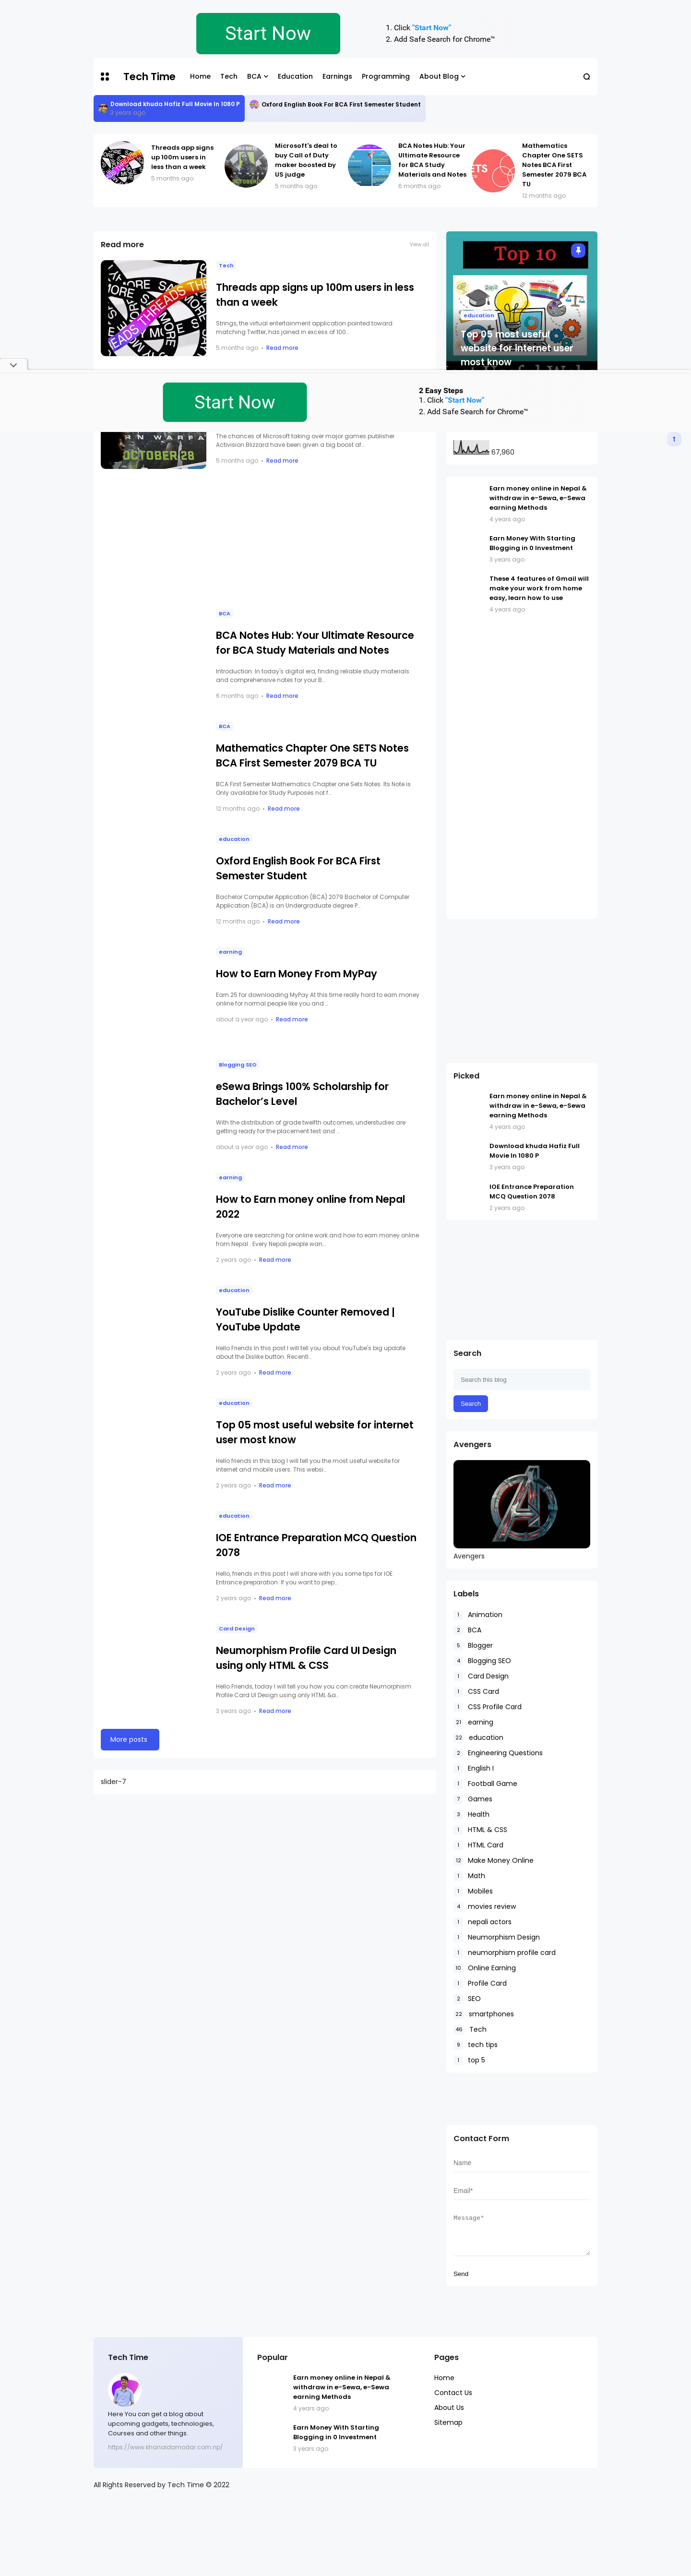 Start Now
1. Click "Start Now"
2. Add Safe Search for Chrome™
Tech Time
Home
Tech
BCA
Education
Earnings
Programming
About Blog
Download khuda Hafiz Full Movie In 1080 P
3 years ago
Oxford English Book For BCA First Semester Student
Threads app signs
up 100m users in
less than a week
5 months ago
Microsoft's deal to
buy Call of Duty
maker boosted by
US judge
5 months ago
BCA Notes Hub: Your
Ultimate Resource
for BCA Study
Materials and Notes
6 months ago
Mathematics
Chapter One SETS
Notes BCA First
Semester 2079 BCA
TU
12 months ago
Read more
View all
Tech
Threads app signs up 100m users in less
than a week
Strings, the virtual entertainment application pointed toward
matching Twitter, has joined in excess of 100...
5 months ago • Read more
Top 10
education
Top 05 most useful
website for internet user
most know
Start Now
2 Easy Steps
1. Click "Start Now"
2. Add Safe Search for Chrome™
OCTOBER 28
The chances of Microsoft taking over major games publisher
Activision Blizzard have been given a big boost af...
5 months ago • Read more
67,960
Earn money online in Nepal &
withdraw in e-Sewa, e-Sewa
earning Methods
4 years ago
Earn Money With Starting
Blogging in 0 Investment
3 years ago
These 4 features of Gmail will
make your work from home
easy, learn how to use
4 years ago
BCA
BCA Notes Hub: Your Ultimate Resource
for BCA Study Materials and Notes
Introduction: In today's digital era, finding reliable study materials
and comprehensive notes for your B...
6 months ago • Read more
BCA
Mathematics Chapter One SETS Notes
BCA First Semester 2079 BCA TU
BCA First Semester Mathematics Chapter one Sets Notes. Its Note is
Only available for Study Purposes not f...
12 months ago • Read more
education
Oxford English Book For BCA First
Semester Student
Bachelor Computer Application (BCA) 2079 Bachelor of Computer
Application (BCA) is an Undergraduate degree P...
12 months ago • Read more
earning
How to Earn Money From MyPay
Earn 25 for downloading MyPay At this time really hard to earn money
online for normal people like you and ...
about a year ago • Read more
Blogging SEO
eSewa Brings 100% Scholarship for
Bachelor's Level
With the distribution of grade twelfth outcomes, understudies are
getting ready for the placement test and ...
about a year ago • Read more
earning
How to Earn money online from Nepal
2022
Everyone are searching for online work and how to earn money online
from Nepal . Every Nepali people wan...
2 years ago • Read more
education
YouTube Dislike Counter Removed |
YouTube Update
Hello Friends In this post I will tell you about YouTube's big update
about the Dislike button. Recentl...
2 years ago • Read more
education
Top 05 most useful website for internet
user most know
Hello friends in this blog I will tell you the most useful website for
internet and mobile users. This websi...
2 years ago • Read more
education
IOE Entrance Preparation MCQ Question
2078
Hello, friends in this post I will share with you some tips for IOE
Entrance preparation. If you want to prep...
2 years ago • Read more
Card Design
Neumorphism Profile Card UI Design
using only HTML & CSS
Hello Friends, today I will tell you how you can create Neumorphism
Profile Card UI Design using only HTML &a...
3 years ago • Read more
More posts
slider-7
Picked
Earn money online in Nepal &
withdraw in e-Sewa, e-Sewa
earning Methods
4 years ago
Download khuda Hafiz Full
Movie In 1080 P
3 years ago
IOE Entrance Preparation
MCQ Question 2078
2 years ago
Search
Search this blog
Search
Avengers
Avengers
Labels
1 Animation
2 BCA
5 Blogger
4 Blogging SEO
1 Card Design
1 CSS Card
1 CSS Profile Card
21 earning
22 education
2 Engineering Questions
1 English I
1 Football Game
7 Games
3 Health
1 HTML & CSS
1 HTML Card
12 Make Money Online
1 Math
1 Mobiles
4 movies review
1 nepali actors
1 Neumorphism Design
1 neumorphism profile card
10 Online Earning
1 Profile Card
2 SEO
22 smartphones
46 Tech
9 tech tips
1 top 5
Contact Form
Name
Email*
Message*
Send
Tech Time
Here You can get a blog about
upcoming gadgets, technologies,
Courses and other things.
https://www.khanaldamodar.com.np/
Popular
Earn money online in Nepal &
withdraw in e-Sewa, e-Sewa
earning Methods
4 years ago
Earn Money With Starting
Blogging in 0 Investment
3 years ago
Pages
Home
Contact Us
About Us
Sitemap
All Rights Reserved by Tech Time © 2022